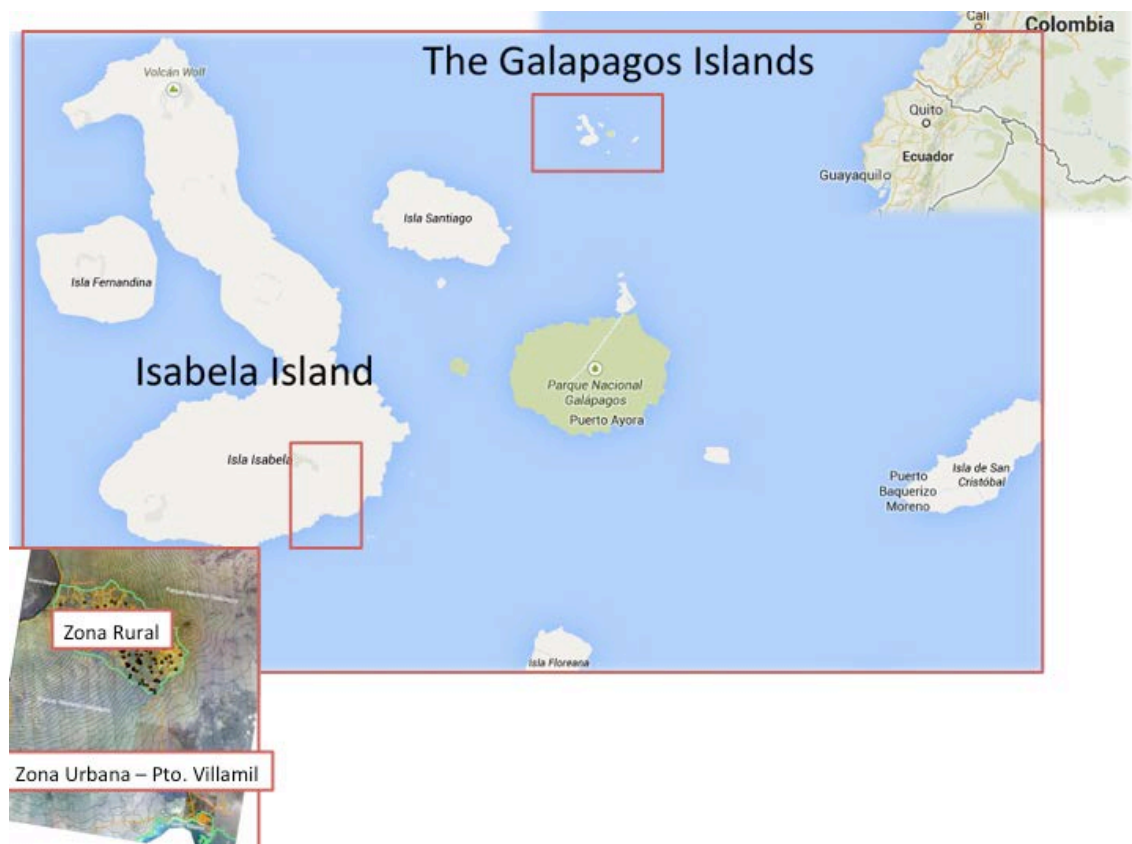 Cali
Colombia
The Galapagos Islands
Volcán Wolf
Quito
Ecuador
Guayaquil
Isla Santiago
Isla Fernandina
Isabela Island
Parque Nacional
Galápagos
Puerto Ayora
Isla Isabela
Puerto
Baquerizo
Moreno
Isla de San
Cristóbal
Isla Floreana
Zona Rural
Zona Urbana – Pto. Villamil